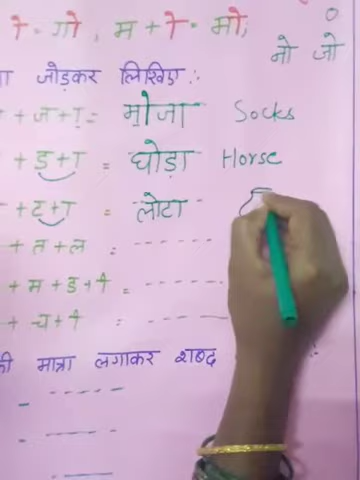 ो = गो, म + ो = मो,
नो जो
जोड़कर लिखिए :
+ ज + ा = मोजा Socks
+ ड़ + ा = घोड़ा Horse
+ ट + ा = लोटा
+ त + ल = ------
+ म + ड़ + ी = ------
+ च + ी = ------
की मात्रा लगाकर शब्द
- -----
- -----
- -----